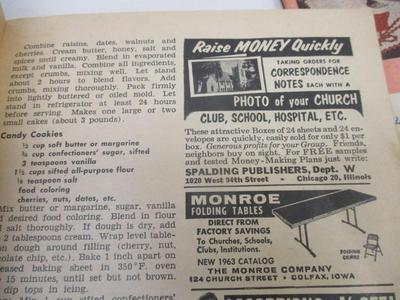 Combine raisins, dates, walnuts and
cherries. Cream butter, honey, salt and
spices until creamy. Blend in evaporated
milk and vanilla. Combine all ingredients,
except crumbs, mixing well. Let stand
about 2 hours to blend flavors. Add
crumbs, mixing thoroughly. Pack firmly
into lightly buttered or oiled mold. Let
stand in refrigerator at least 24 hours
before serving. Makes one large or two
small cakes (about 3 pounds).
Candy Cookies
½ cup soft butter or margarine
¾ cup confectioners' sugar, sifted
3 teaspoons vanilla
1½ cups sifted all-purpose flour
⅛ teaspoon salt
food coloring
cherries, nuts, dates, etc.
Mix butter or margarine, sugar, vanilla
d desired food coloring. Blend in flour
d salt thoroughly. If dough is dry, add
2 tablespoons cream. Wrap level table-
on dough around filling (cherry, nut,
colate chip, etc.). Bake 1 inch apart on
reased baking sheet in 350°F. oven
to 15 minutes, until set but not brown.
dip tops in icing.
Raise MONEY Quickly
TAKING ORDERS FOR
CORRESPONDENCE
NOTES EACH WITH A
PHOTO of your CHURCH
CLUB, SCHOOL, HOSPITAL, ETC.
These attractive Boxes of 24 sheets and 24 en-
velopes are quickly, easily sold for only $1 per
box. Generous profits for your Group. Friends,
neighbors buy on sight. For FREE samples
and tested Money-Making Plans just write:
SPALDING PUBLISHERS, Dept. W
1020 West 94th Street • Chicago 20, Illinois
MONROE
FOLDING TABLES
DIRECT FROM
FACTORY SAVINGS
To Churches, Schools,
Clubs, Institutions.
NEW 1963 CATALOG
FOLDING CHAIRS
THE MONROE COMPANY
124 CHURCH STREET • COLFAX, IOWA